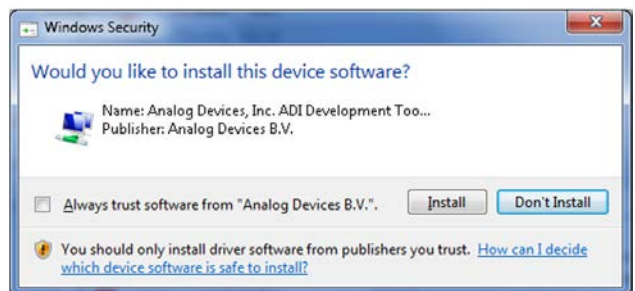 Windows Security
Would you like to install this device software?
Name: Analog Devices, Inc. ADI Development Too...
Publisher: Analog Devices B.V.
Always trust software from "Analog Devices B.V.".
Install
Don't Install
You should only install driver software from publishers you trust. How can I decide
which device software is safe to install?